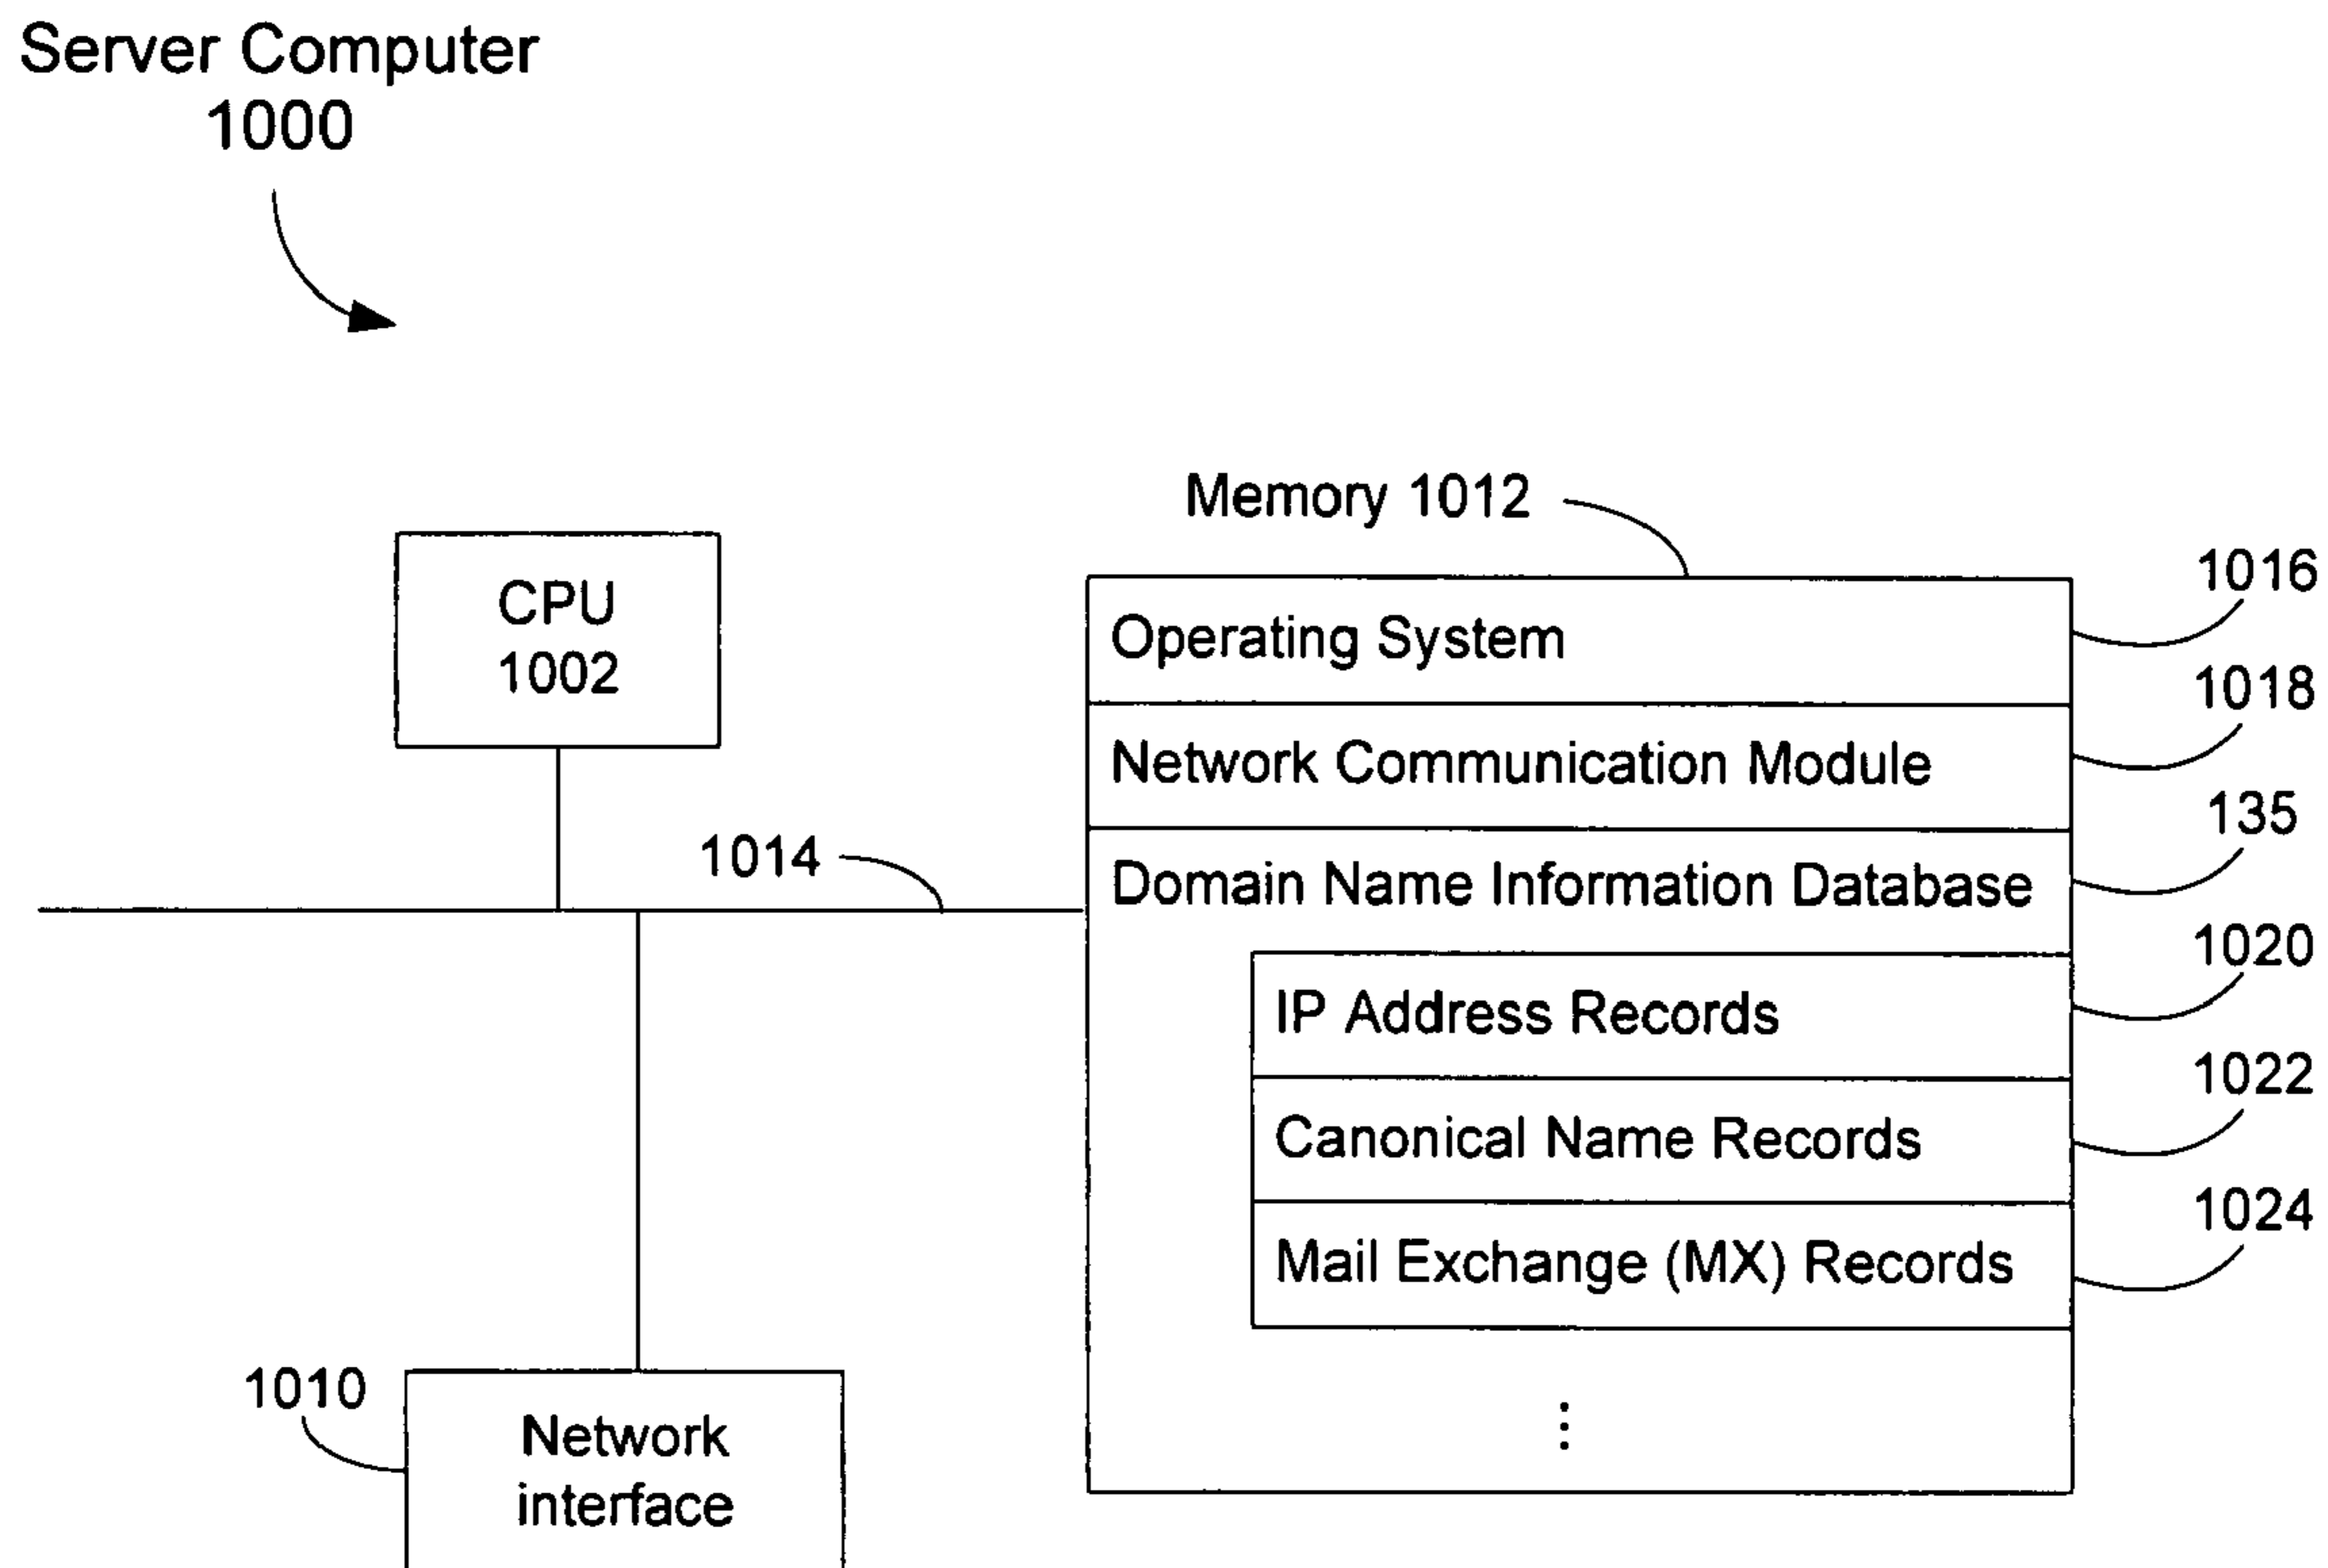 Server Computer
1000
Memory 1012
CPU
1002
1016
Operating System
1018
Network Communication Module
135
1014
Domain Name Information Database
1020
IP Address Records
1022
Canonical Name Records
1024
Mail Exchange (MX) Records
1010
Network
interface